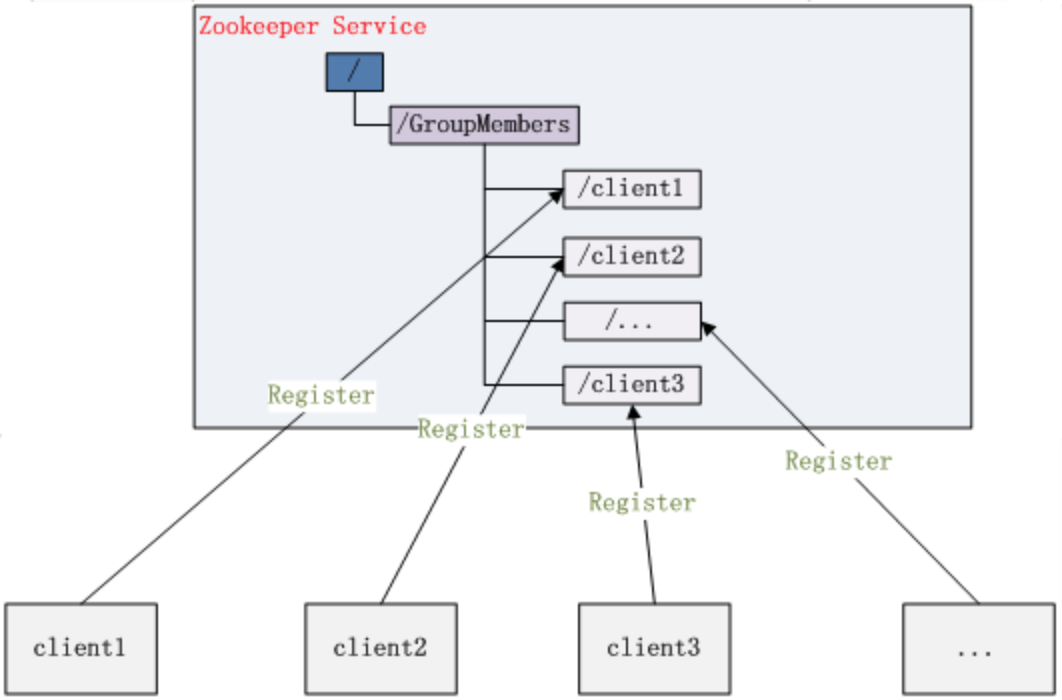 Zookeeper Service
/
/GroupMembers
/client1
/client2
/...
/client3
Register
Register
Register
Register
client1
client2
client3
...